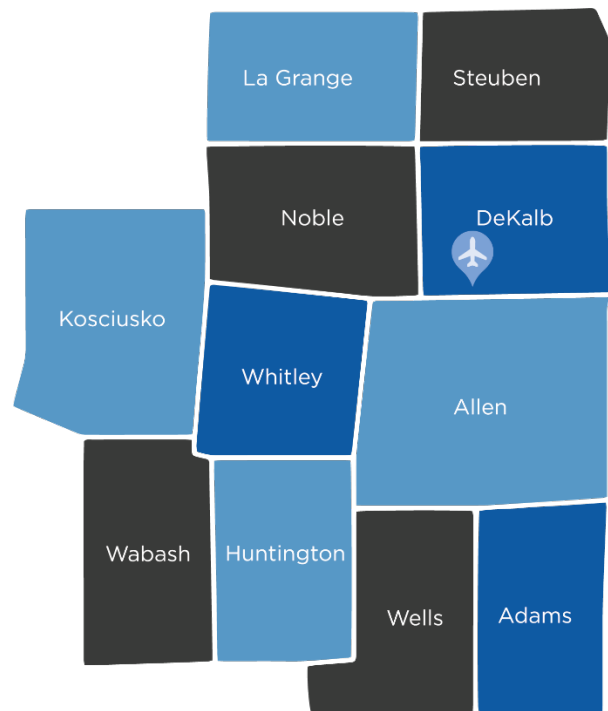 La Grange
Steuben
Noble
DeKalb
Kosciusko
Whitley
Allen
Wabash
Huntington
Wells
Adams